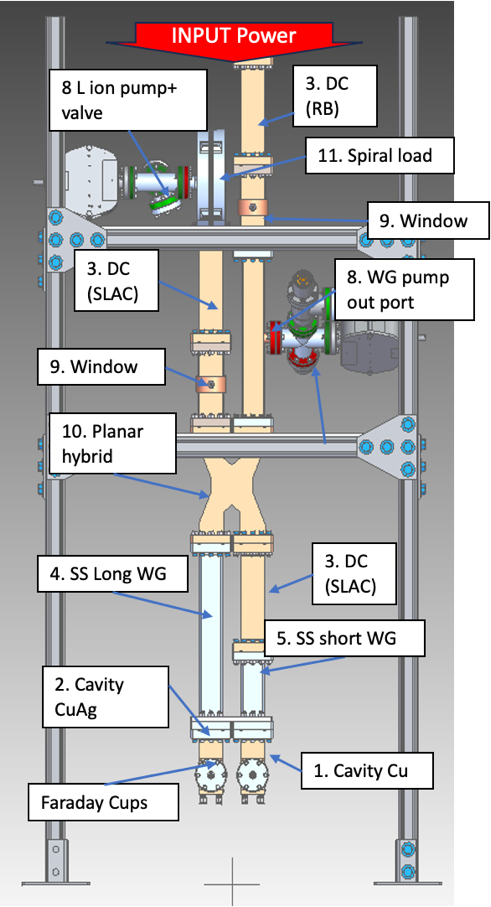 INPUT Power
8 L ion pump+
valve
3. DC
(RB)
11. Spiral load
9. Window
3. DC
(SLAC)
8. WG pump
out port
9. Window
10. Planar
hybrid
4. SS Long WG
3. DC
(SLAC)
5. SS short WG
2. Cavity
CuAg
1. Cavity Cu
Faraday Cups